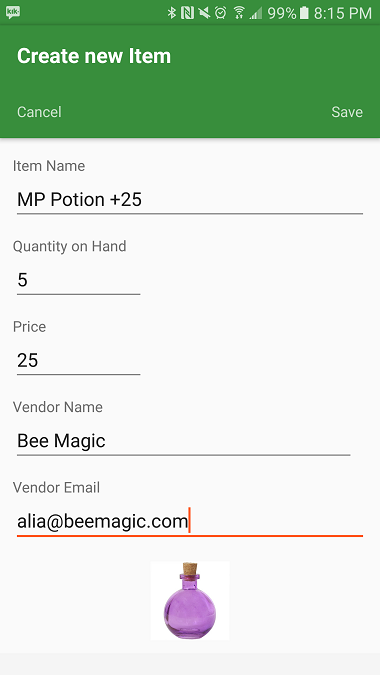 kik
99% 8:15 PM
Create new Item
Cancel Save
Item Name
MP Potion +25
Quantity on Hand
5
Price
25
Vendor Name
Bee Magic
Vendor Email
alia@beemagic.com